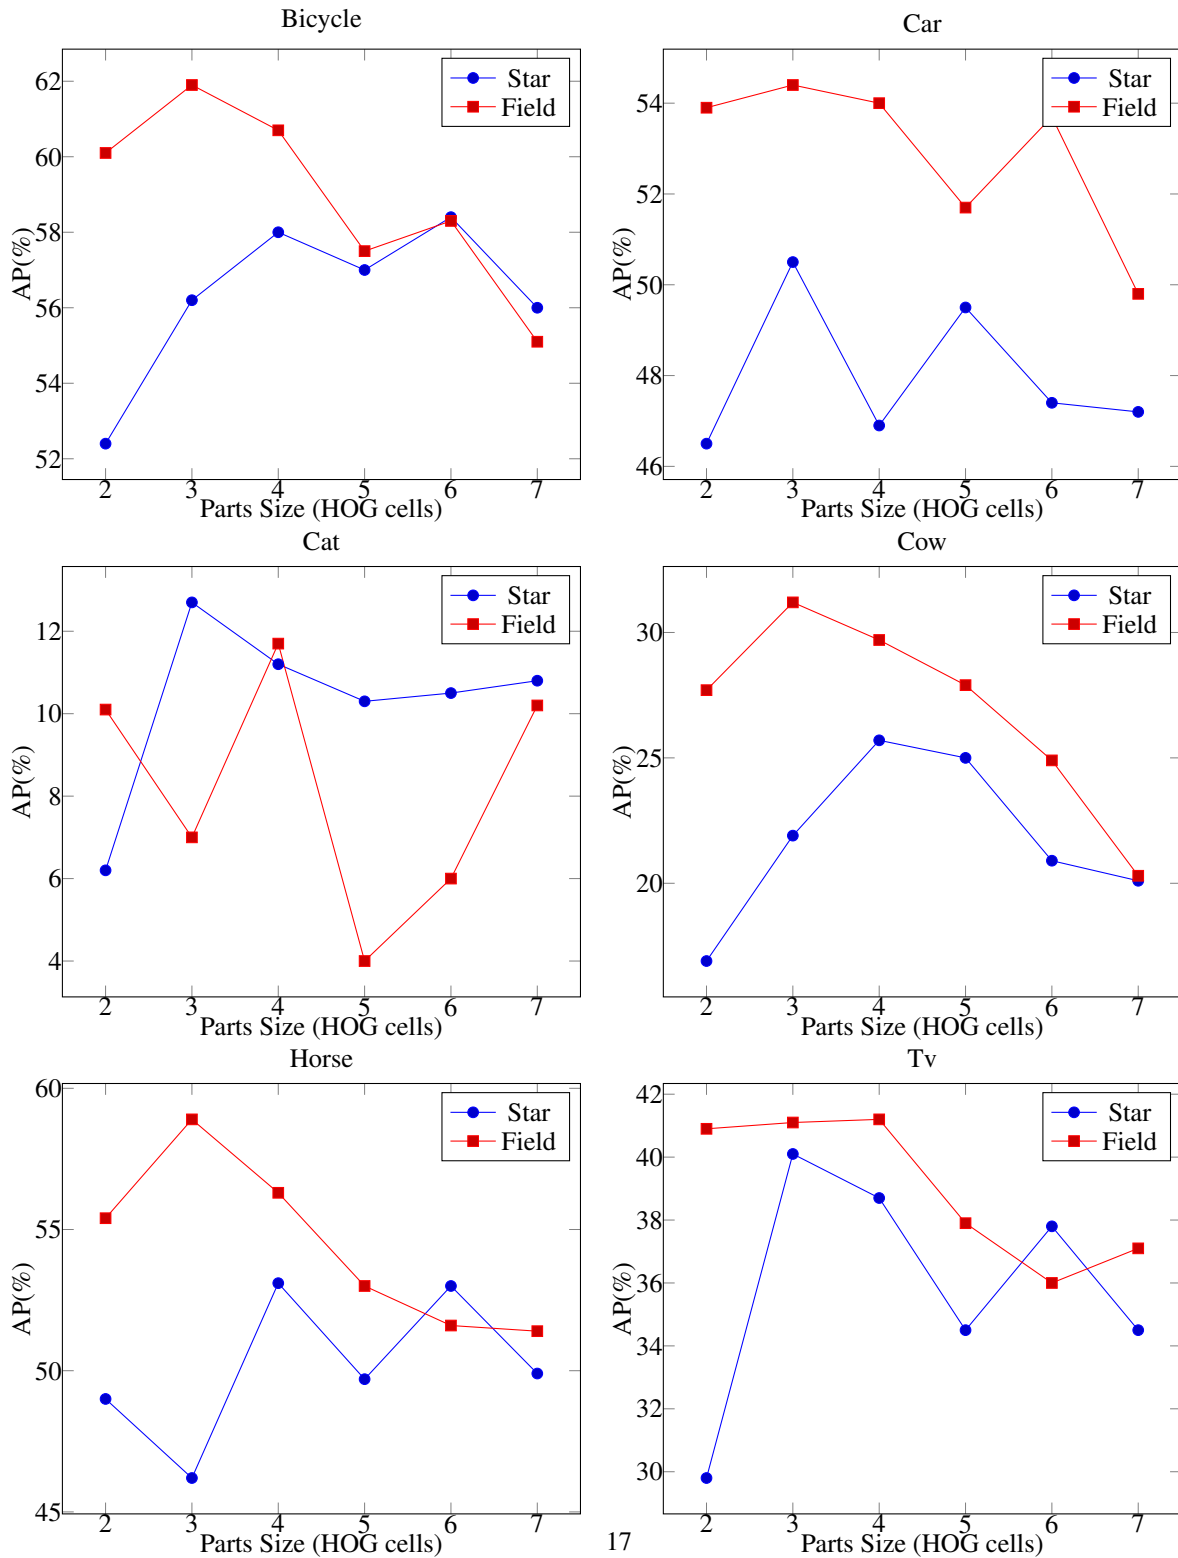 Bicycle
62
60
58
56
54
52
AP(%)
Star
Field
2 3 4 5 6 7
Parts Size (HOG cells)
Car
54
52
50
48
46
AP(%)
Star
Field
2 3 4 5 6 7
Parts Size (HOG cells)
Cat
12
10
8
6
4
AP(%)
Star
Field
2 3 4 5 6 7
Parts Size (HOG cells)
Cow
30
25
20
AP(%)
Star
Field
2 3 4 5 6 7
Parts Size (HOG cells)
Horse
60
55
50
45
AP(%)
Star
Field
2 3 4 5 6 7
Parts Size (HOG cells)
Tv
42
40
38
36
34
32
30
AP(%)
Star
Field
2 3 4 5 6 7
Parts Size (HOG cells)
17